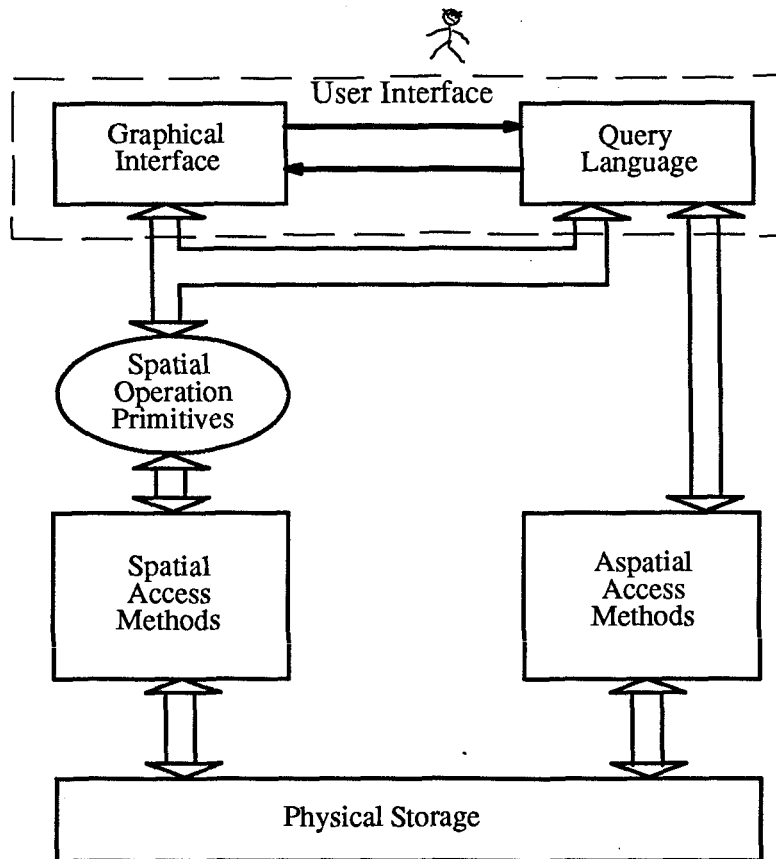 User Interface
Graphical
Interface
Query
Language
Spatial
Operation
Primitives
Spatial
Access
Methods
Aspatial
Access
Methods
Physical Storage